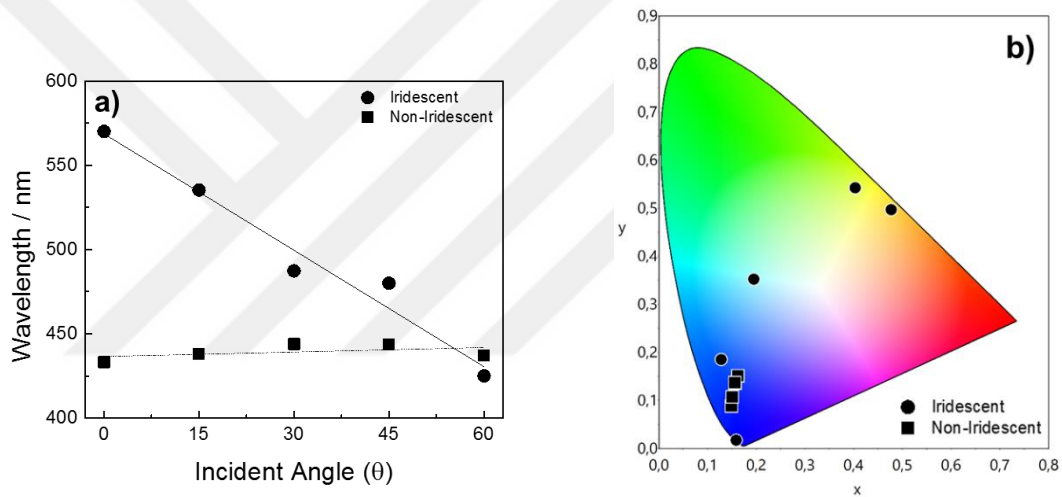 a)
Iridescent
Non-Iridescent
600
550
500
450
400
Wavelength / nm
0 15 30 45 60
Incident Angle (θ)
b)
0,9
0,8
0,7
0,6
0,5
0,4
0,3
0,2
0,1
0,0
y
Iridescent
Non-Iridescent
0,0 0,1 0,2 0,3 0,4 0,5 0,6 0,7 0,8
x